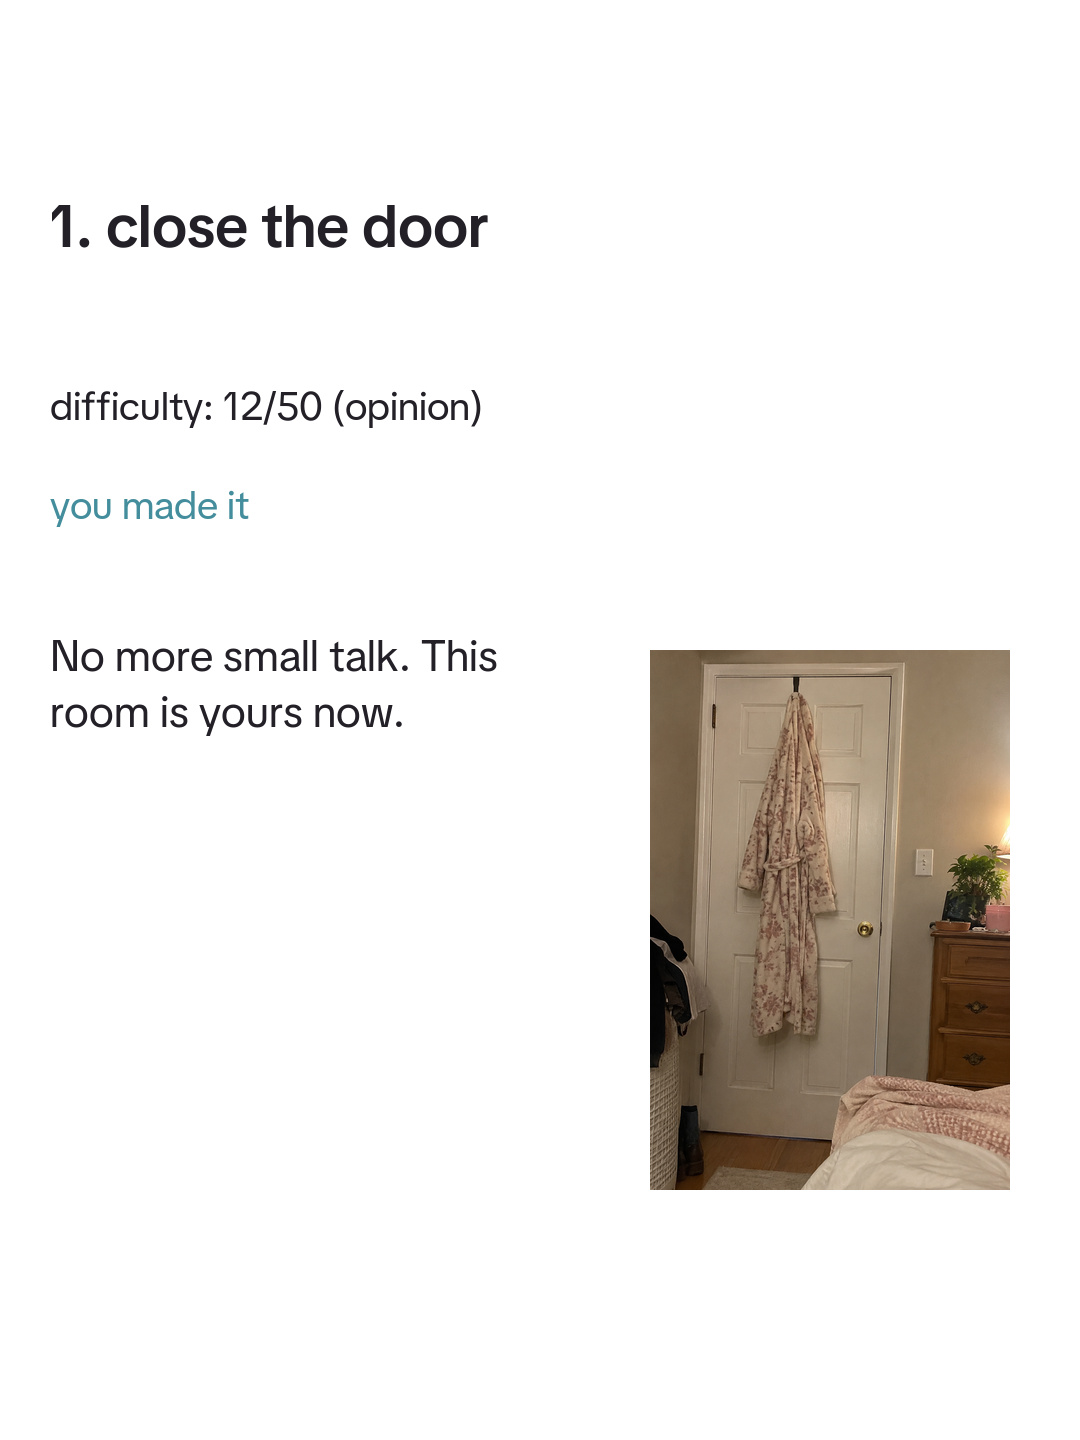 1. close the door
difficulty: 12/50 (opinion)
you made it
No more small talk. This
room is yours now.